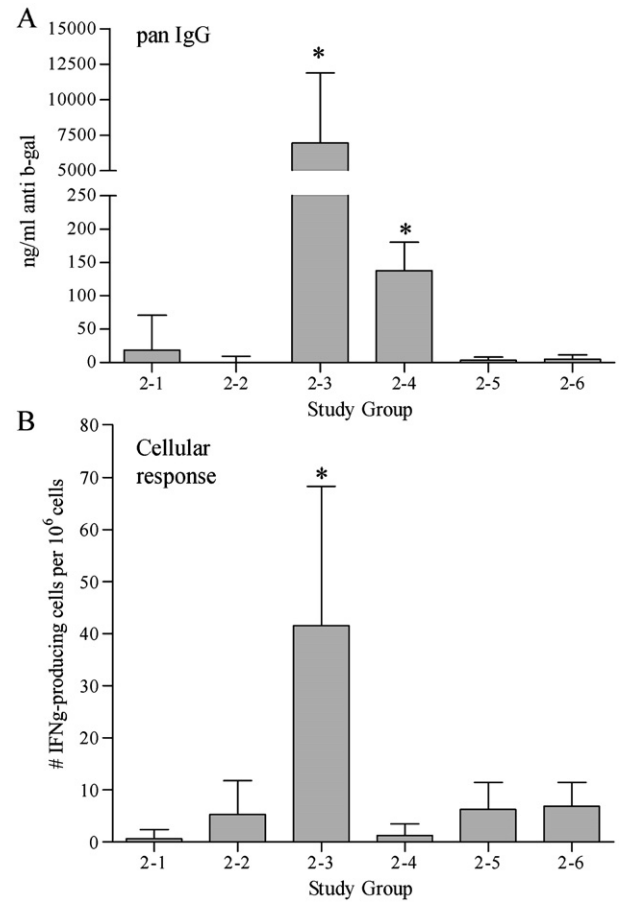 A
pan IgG
ng/ml anti b-gal
15000
12500
10000
7500
5000
250
200
150
100
50
0
*
*
2-1 2-2 2-3 2-4 2-5 2-6
Study Group
B
Cellular
response
# IFNg-producing cells per 10⁶ cells
80
70
60
50
40
30
20
10
0
*
2-1 2-2 2-3 2-4 2-5 2-6
Study Group